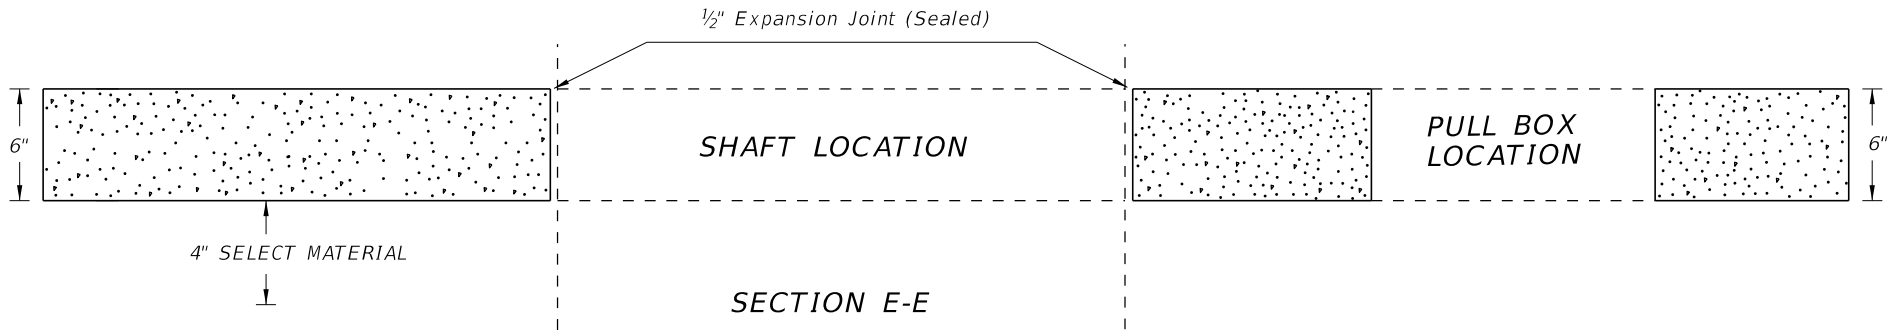 ½" Expansion Joint (Sealed)
6"
SHAFT LOCATION
PULL BOX
LOCATION
6"
4" SELECT MATERIAL
SECTION E-E